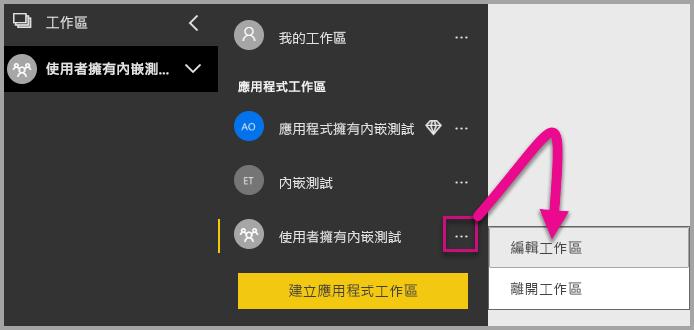 工作區
使用者擁有內嵌測...
我的工作區
應用程式工作區
AO
應用程式擁有內嵌測試
ET
內嵌測試
使用者擁有內嵌測試
編輯工作區
建立應用程式工作區
離開工作區